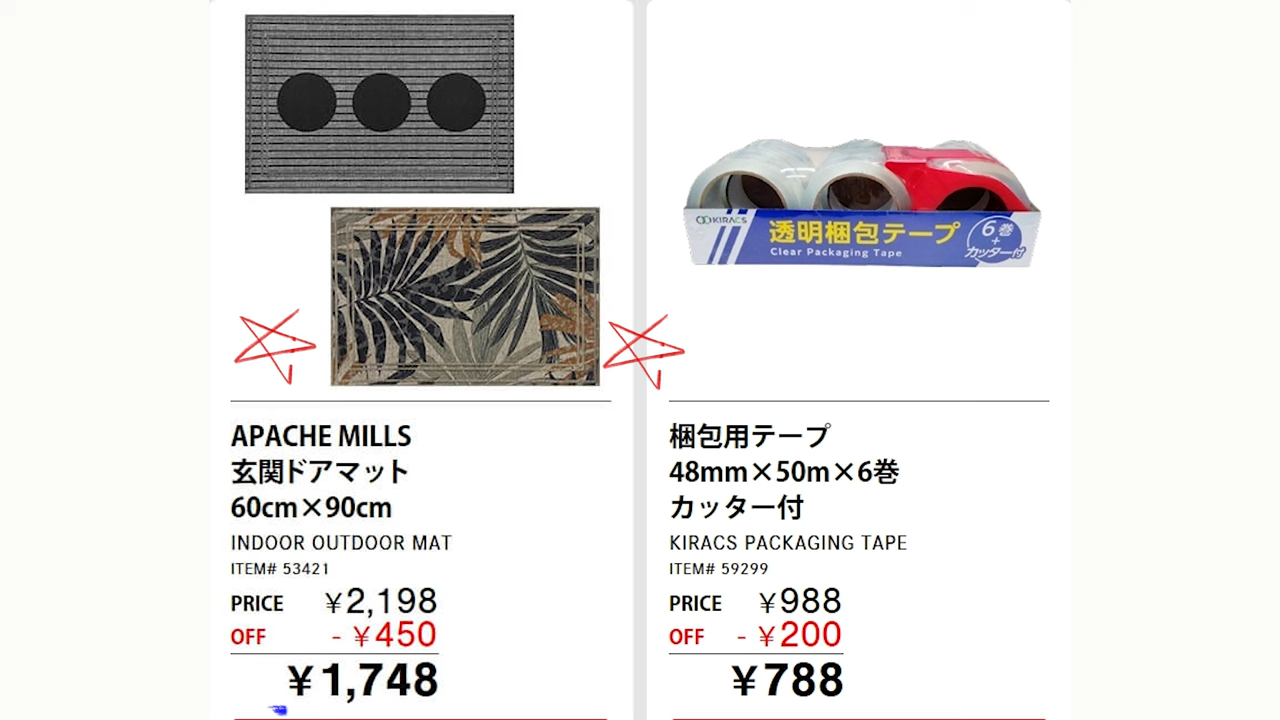 KIRACS
透明梱包テープ
Clear Packaging Tape
6巻
+
カッター付
APACHE MILLS
玄関ドアマット
60cm×90cm
INDOOR OUTDOOR MAT
ITEM# 53421
PRICE ¥2,198
OFF - ¥450
¥1,748
梱包用テープ
48mm×50m×6巻
カッター付
KIRACS PACKAGING TAPE
ITEM# 59299
PRICE ¥988
OFF - ¥200
¥788